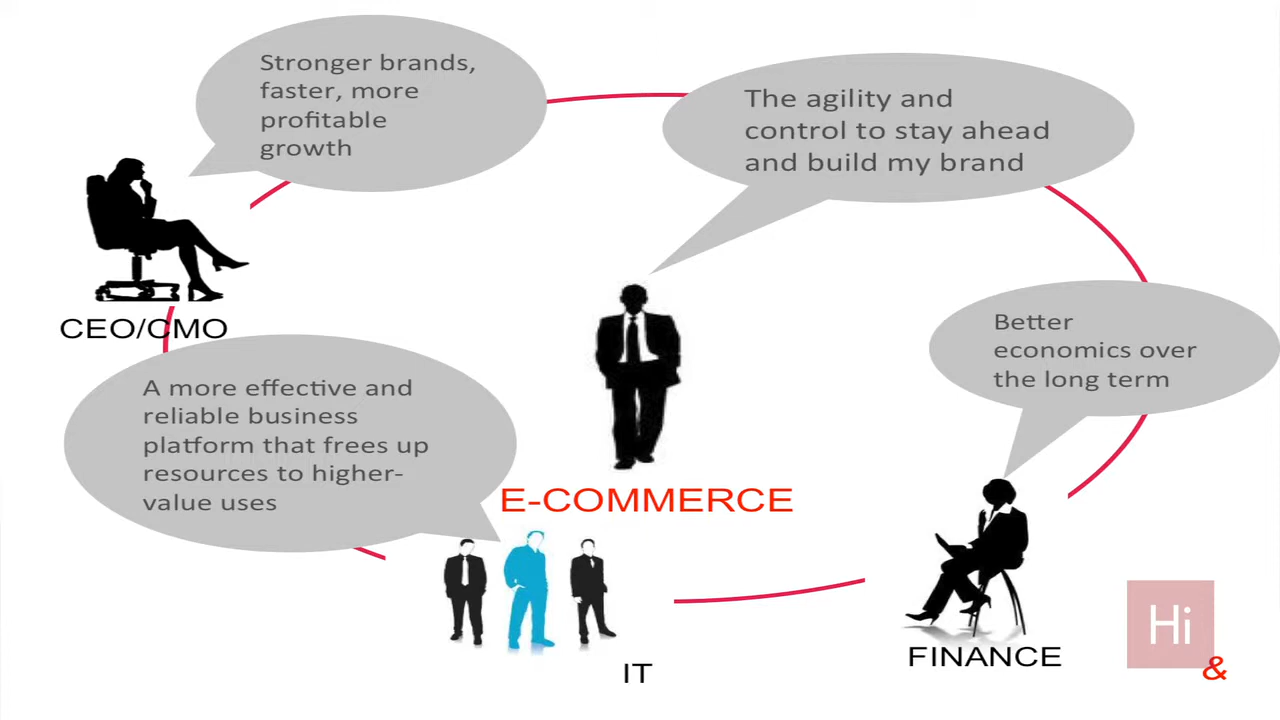 Stronger brands,
faster, more
profitable
growth
The agility and
control to stay ahead
and build my brand
CEO/CMO
Better
economics over
the long term
A more effective and
reliable business
platform that frees up
resources to higher-
value uses
E-COMMERCE
IT
FINANCE
Hi
&